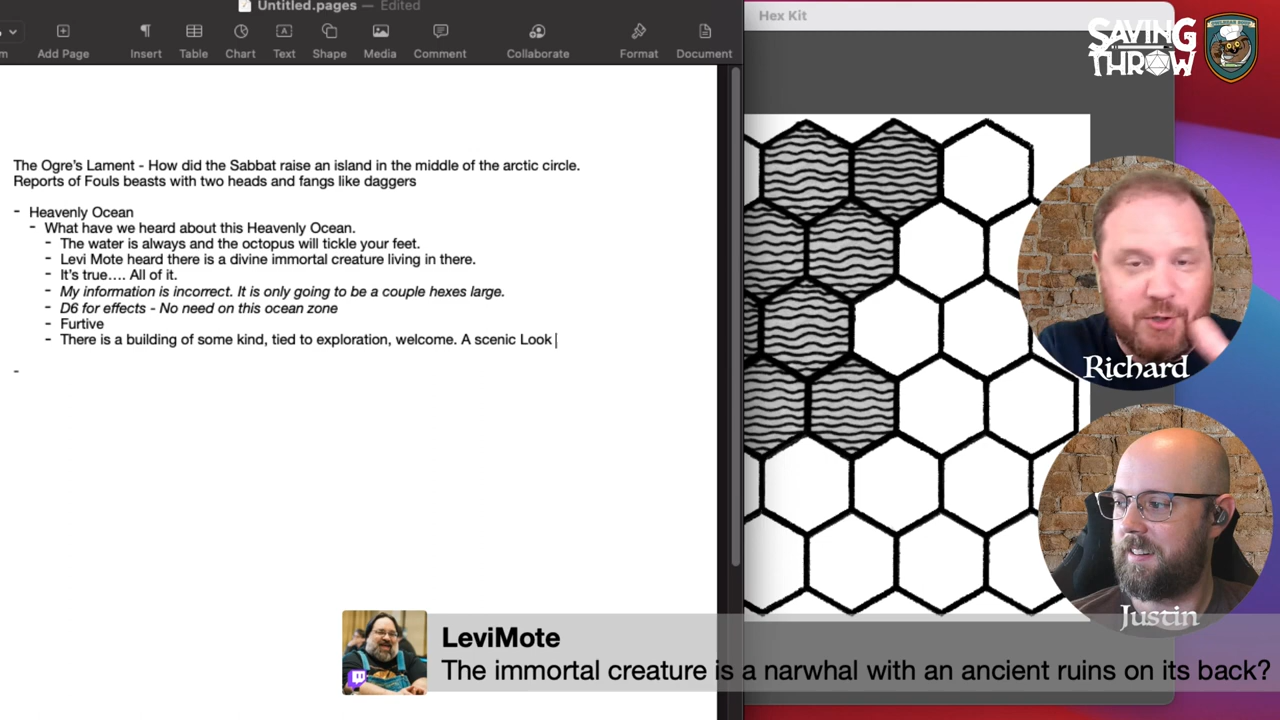 Untitled.pages — Edited
Add Page
Insert
Table
Chart
Text
Shape
Media
Comment
Collaborate
Format
Document
Hex Kit
SAVING THROW
The Ogre's Lament - How did the Sabbat raise an island in the middle of the arctic circle.
Reports of Fouls beasts with two heads and fangs like daggers
- Heavenly Ocean
- What have we heard about this Heavenly Ocean.
- The water is always and the octopus will tickle your feet.
- Levi Mote heard there is a divine immortal creature living in there.
- It's true.... All of it.
- My information is incorrect. It is only going to be a couple hexes large.
- D6 for effects - No need on this ocean zone
- Furtive
- There is a building of some kind, tied to exploration, welcome. A scenic Look
-
Richard
Justin
LeviMote
The immortal creature is a narwhal with an ancient ruins on its back?